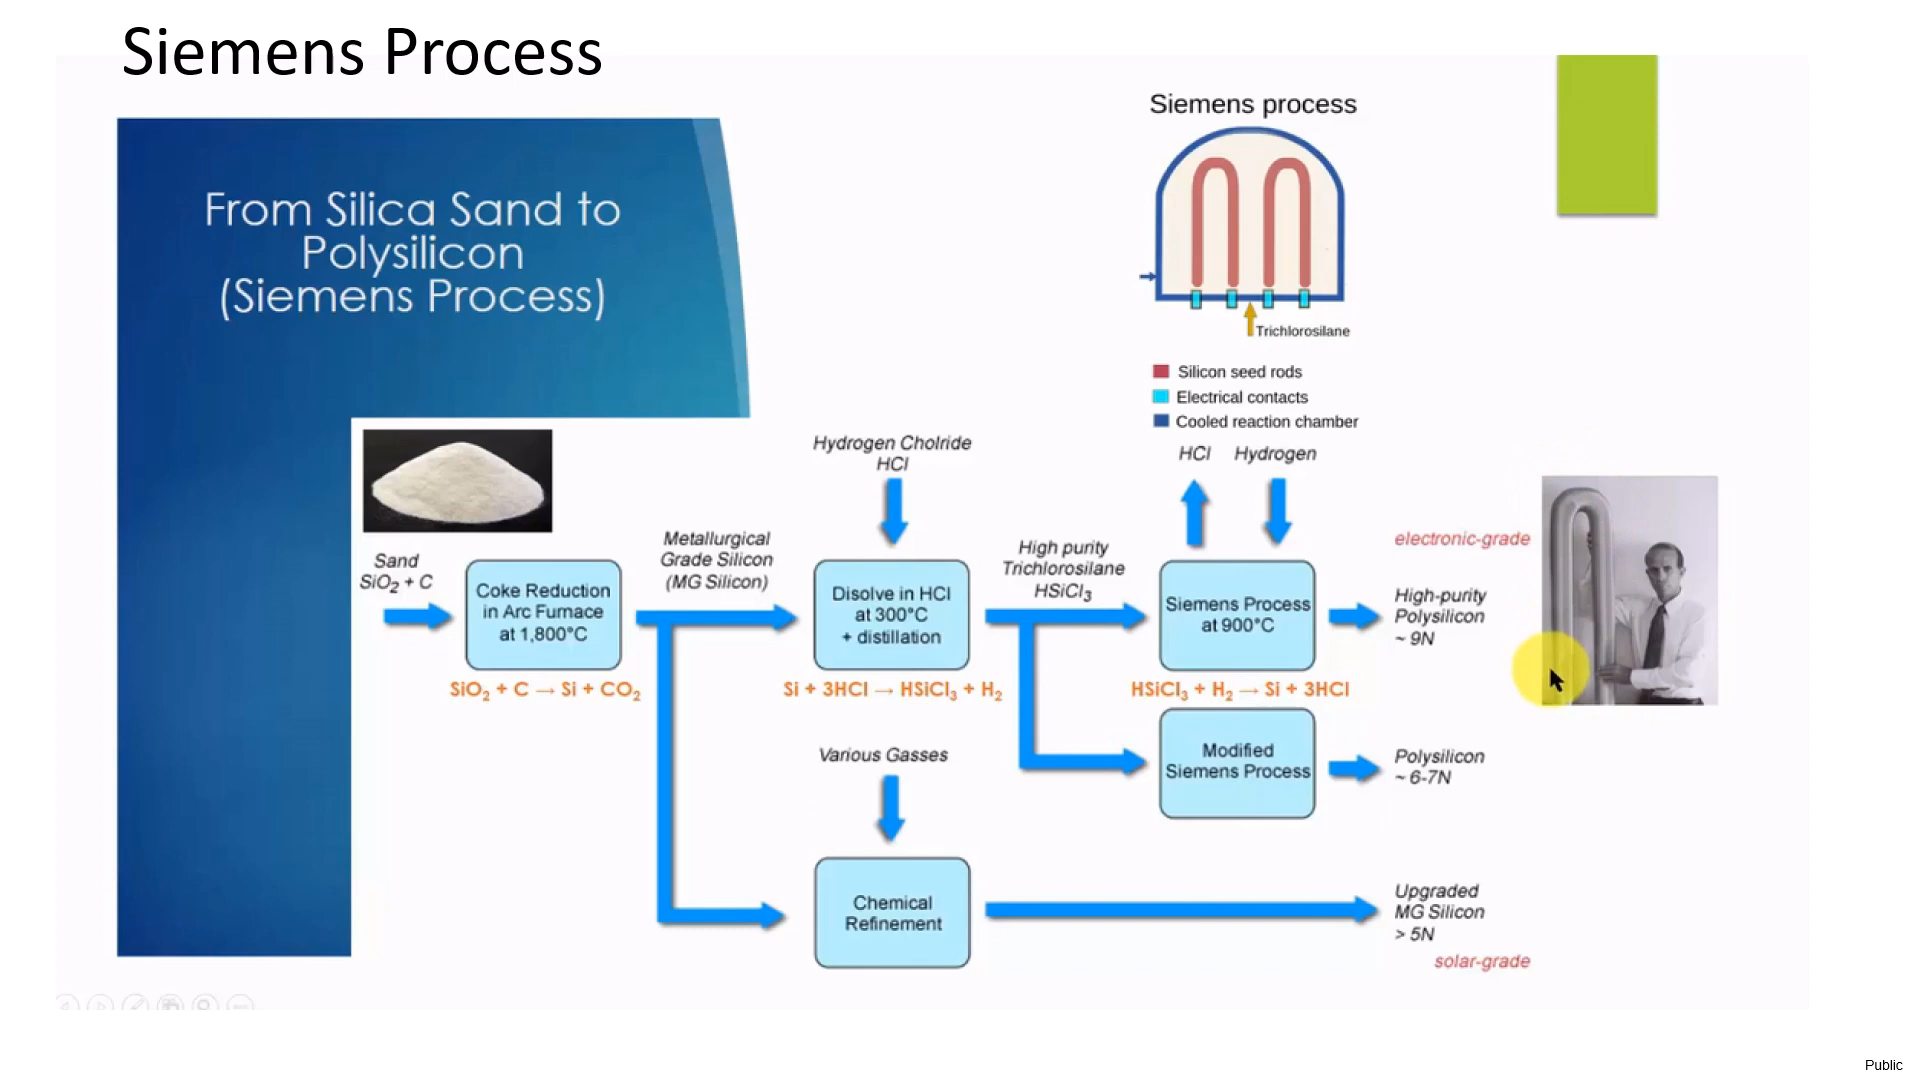 Siemens Process
From Silica Sand to
Polysilicon
(Siemens Process)
Siemens process
Trichlorosilane
Silicon seed rods
Electrical contacts
Cooled reaction chamber
Hydrogen Cholride
HCl
HCl
Hydrogen
Sand
SiO₂ + C
Coke Reduction
in Arc Furnace
at 1,800°C
SiO₂ + C → Si + CO₂
Metallurgical
Grade Silicon
(MG Silicon)
Disolve in HCl
at 300°C
+ distillation
Si + 3HCl → HSiCl₃ + H₂
High purity
Trichlorosilane
HSiCl₃
Siemens Process
at 900°C
HSiCl₃ + H₂ → Si + 3HCl
electronic-grade
High-purity
Polysilicon
~ 9N
Modified
Siemens Process
Polysilicon
~ 6-7N
Various Gasses
Chemical
Refinement
Upgraded
MG Silicon
> 5N
solar-grade
Public